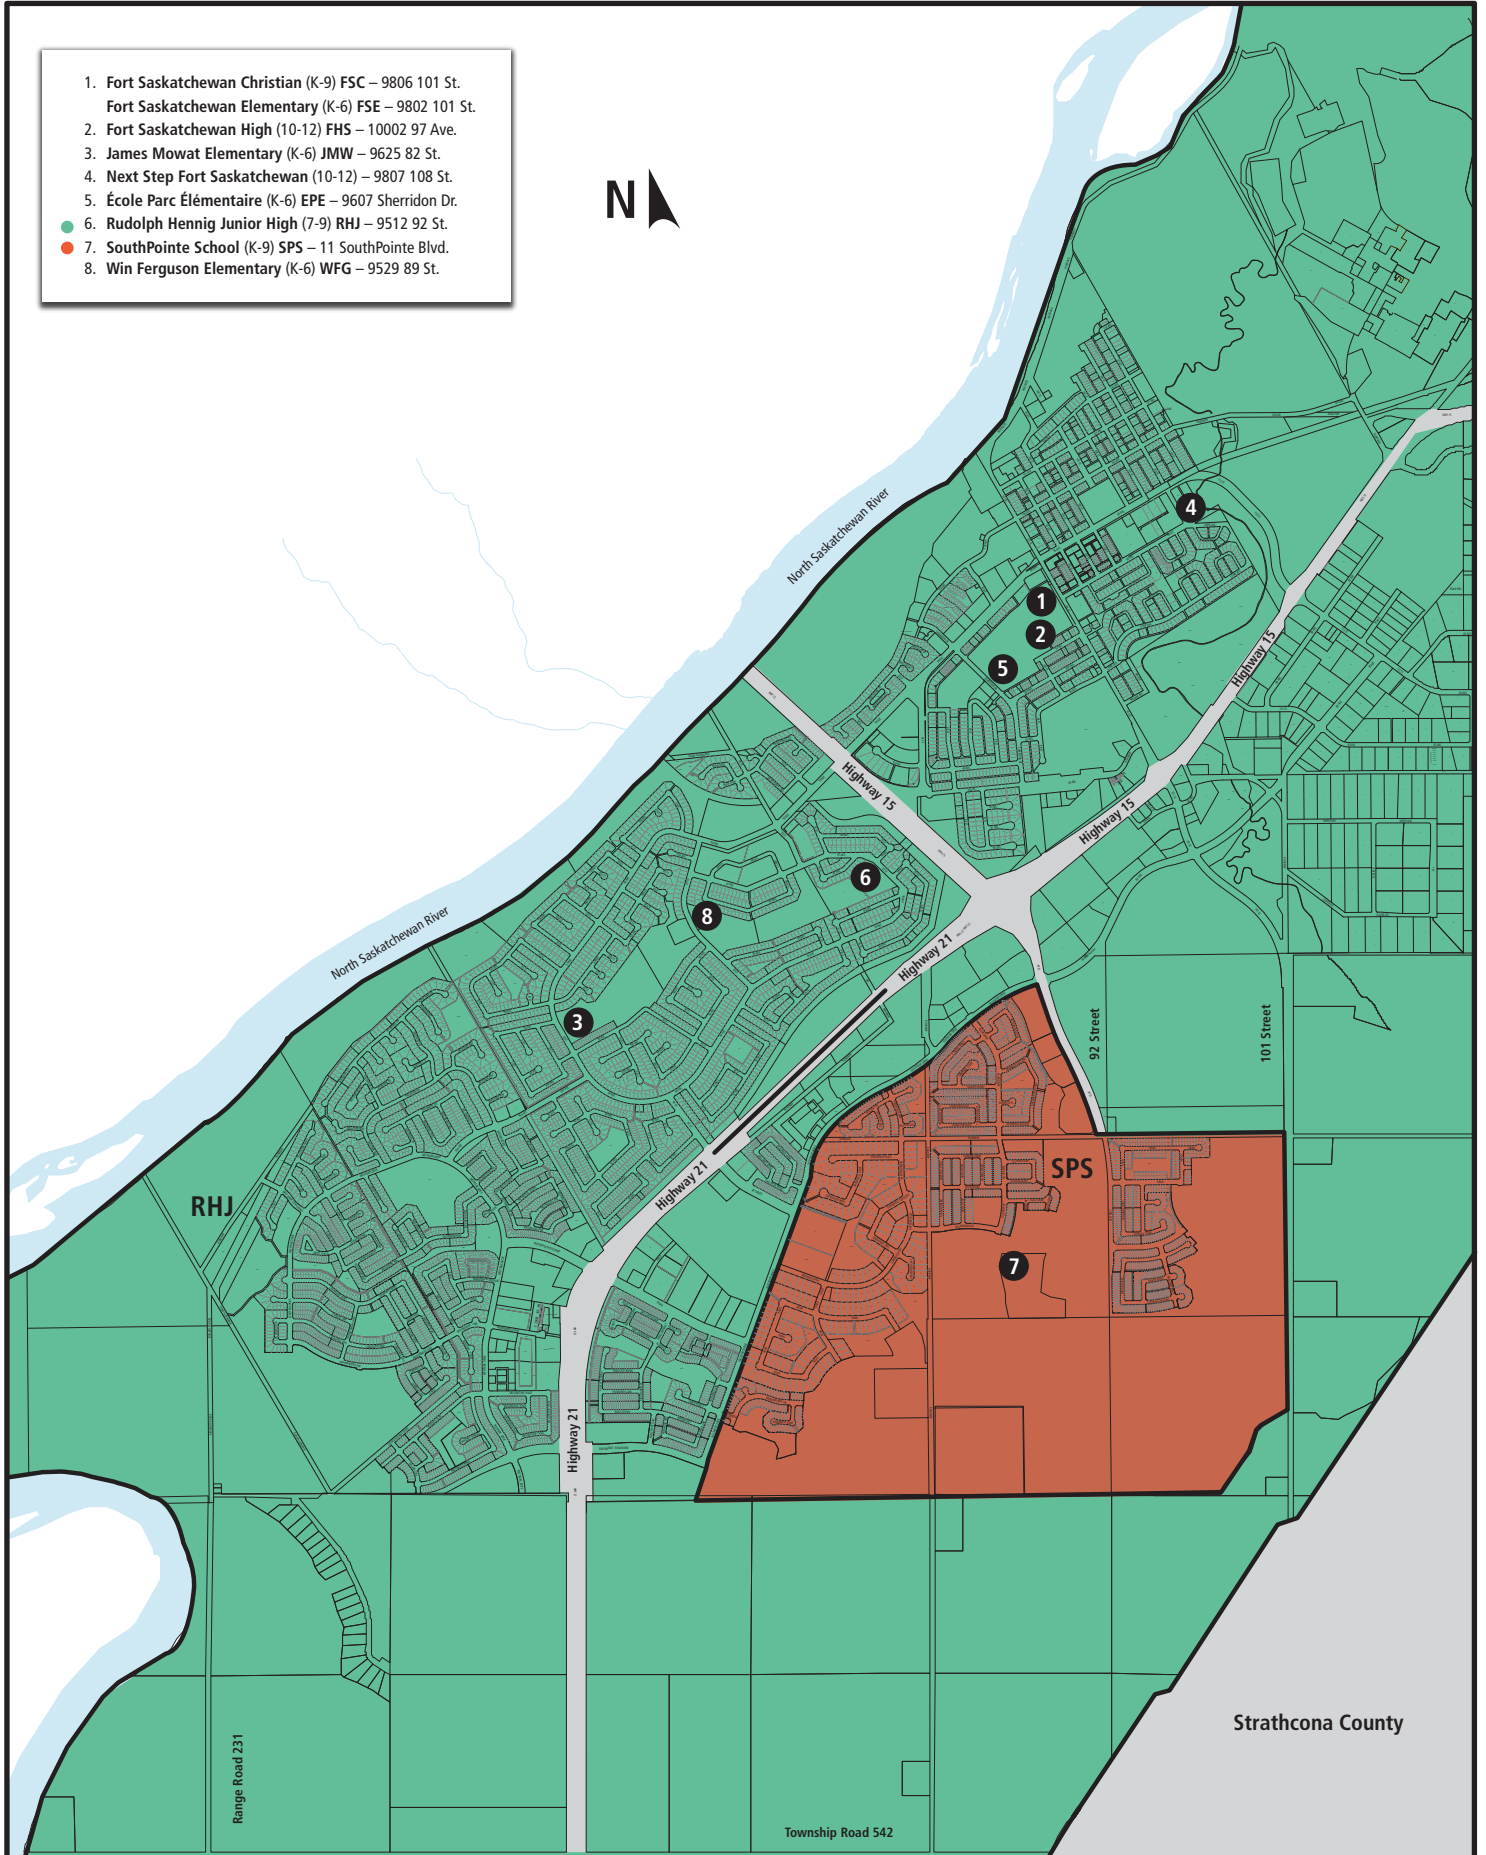 1. Fort Saskatchewan Christian (K-9) FSC – 9806 101 St.
Fort Saskatchewan Elementary (K-6) FSE – 9802 101 St.
2. Fort Saskatchewan High (10-12) FHS – 10002 97 Ave.
3. James Mowat Elementary (K-6) JMW – 9625 82 St.
4. Next Step Fort Saskatchewan (10-12) – 9807 108 St.
5. École Parc Élémentaire (K-6) EPE – 9607 Sherridon Dr.
6. Rudolph Hennig Junior High (7-9) RHJ – 9512 92 St.
7. SouthPointe School (K-9) SPS – 11 SouthPointe Blvd.
8. Win Ferguson Elementary (K-6) WFG – 9529 89 St.
N
North Saskatchewan River
4
1
2
5
Highway 15
Highway 15
Highway 15
6
8
North Saskatchewan River
Highway 21
3
92 Street
101 Street
SPS
Highway 21
RHJ
7
Highway 21
Strathcona County
Range Road 231
Township Road 542